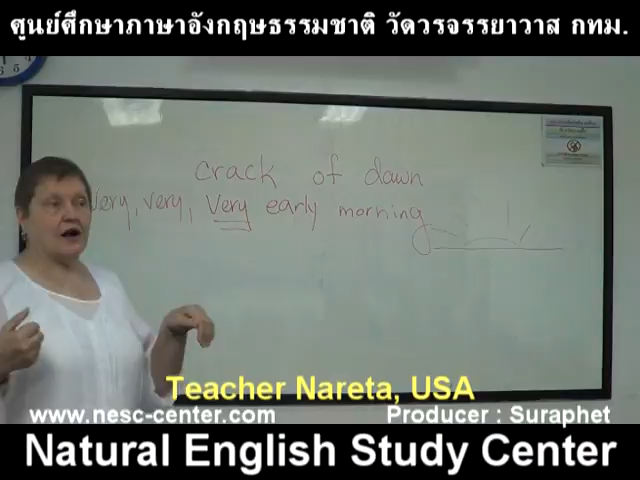 ศูนย์ศึกษาภาษาอังกฤษธรรมชาติ วัดวรจรรยาวาส กทม.
crack of dawn
very, very, very early morning
Teacher Nareta, USA
www.nesc-center.com Producer : Suraphet
Natural English Study Center